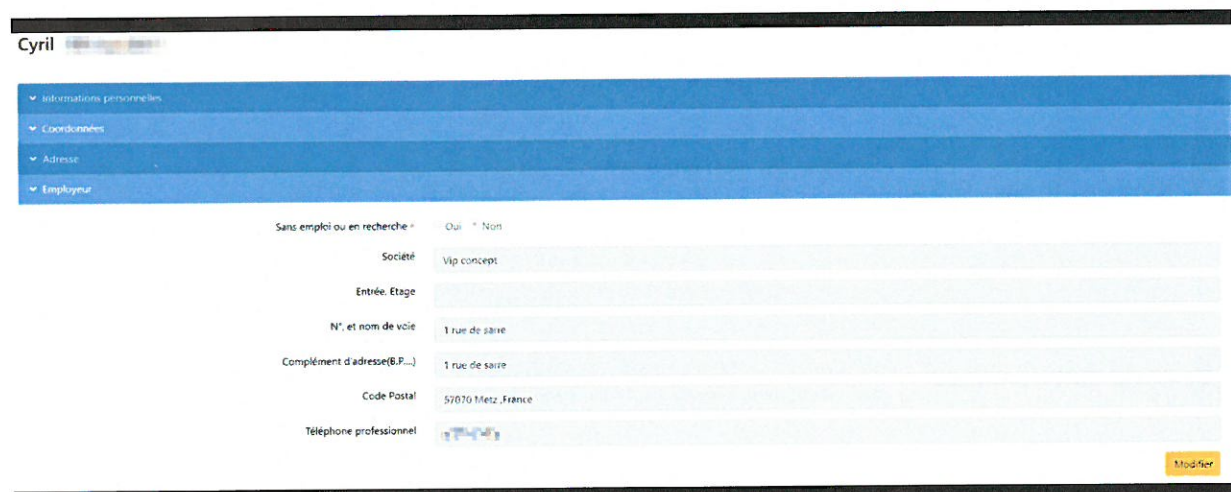 Cyril
Informations personnelles
Coordonnées
Adresse
Employeur
Sans emploi ou en recherche * Oui Non
Société Vip concept
Entrée, Etage
N°, et nom de voie 1 rue de sarre
Complément d'adresse(B.P....) 1 rue de sarre
Code Postal 57070 Metz ,France
Téléphone professionnel
Modifier